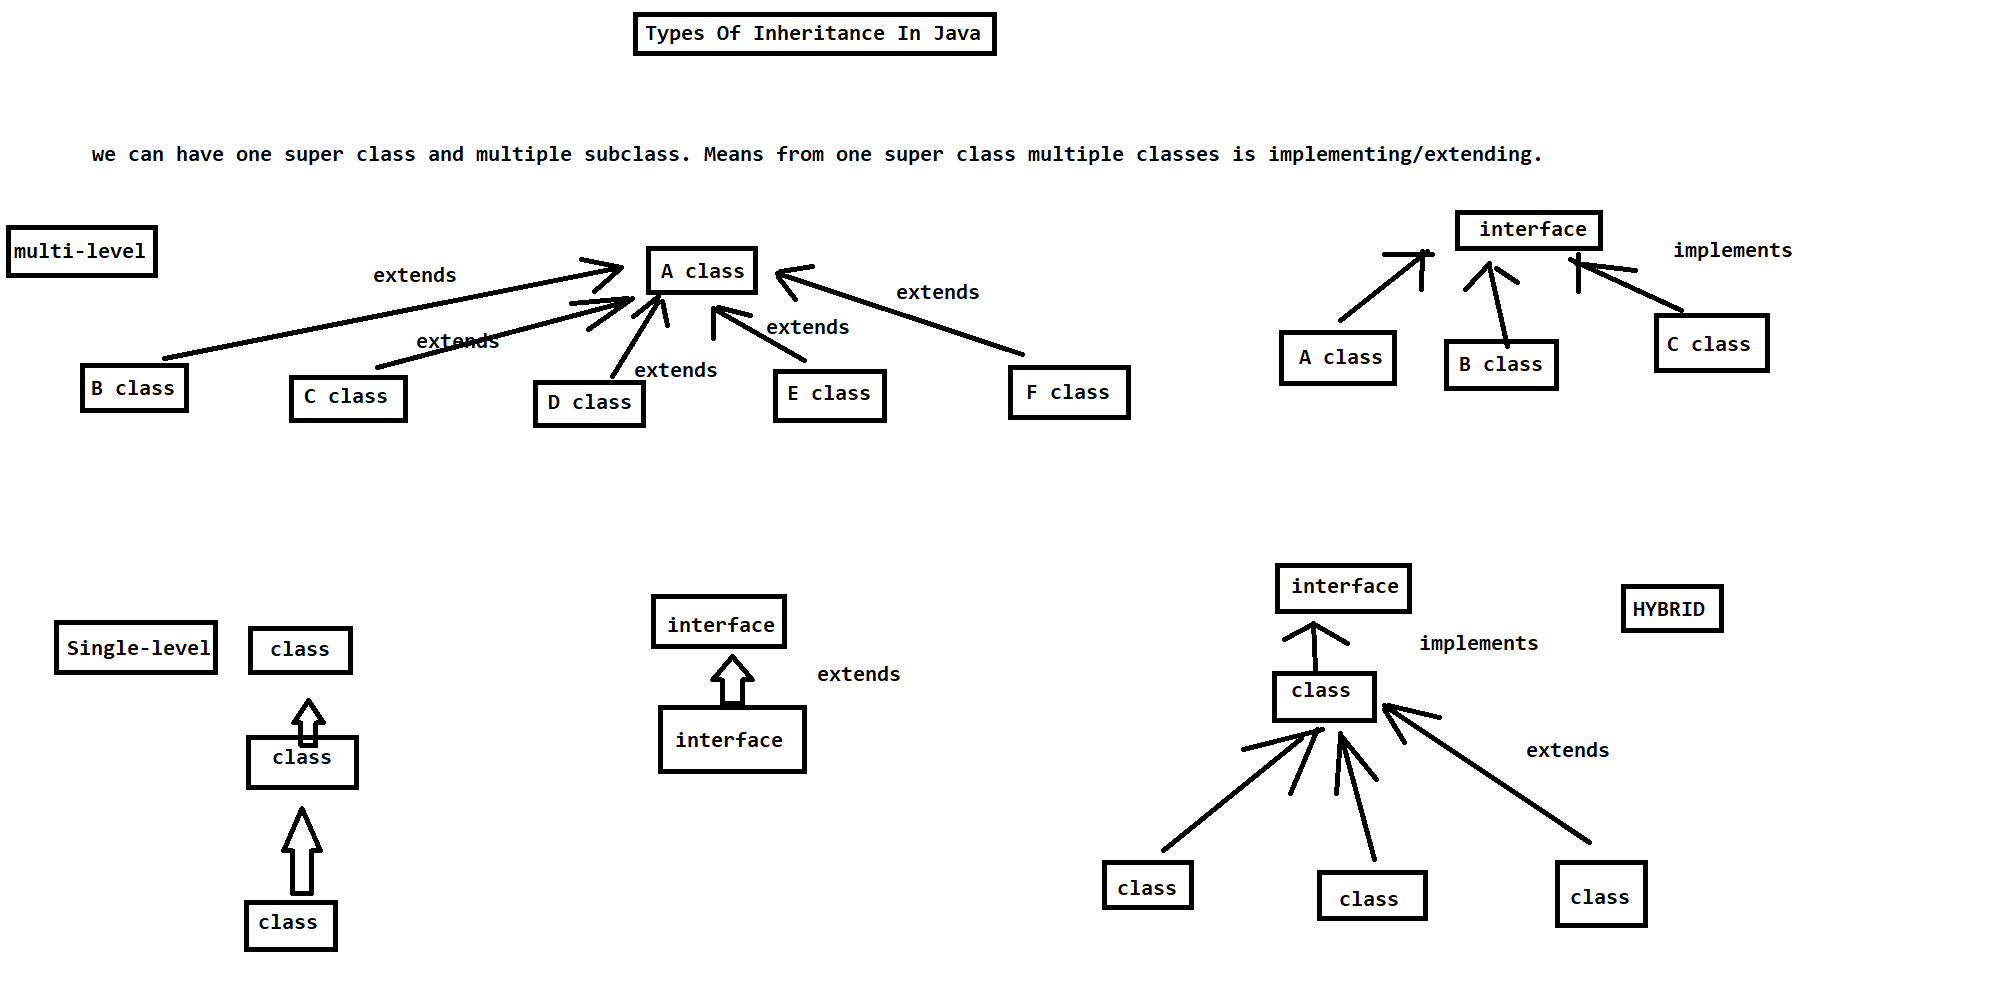 Types Of Inheritance In Java
we can have one super class and multiple subclass. Means from one super class multiple classes is implementing/extending.
multi-level
A class
extends
extends
extends
extends
extends
B class
C class
D class
E class
F class
interface
implements
A class
B class
C class
Single-level
class
class
class
interface
extends
interface
interface
HYBRID
implements
class
extends
class
class
class